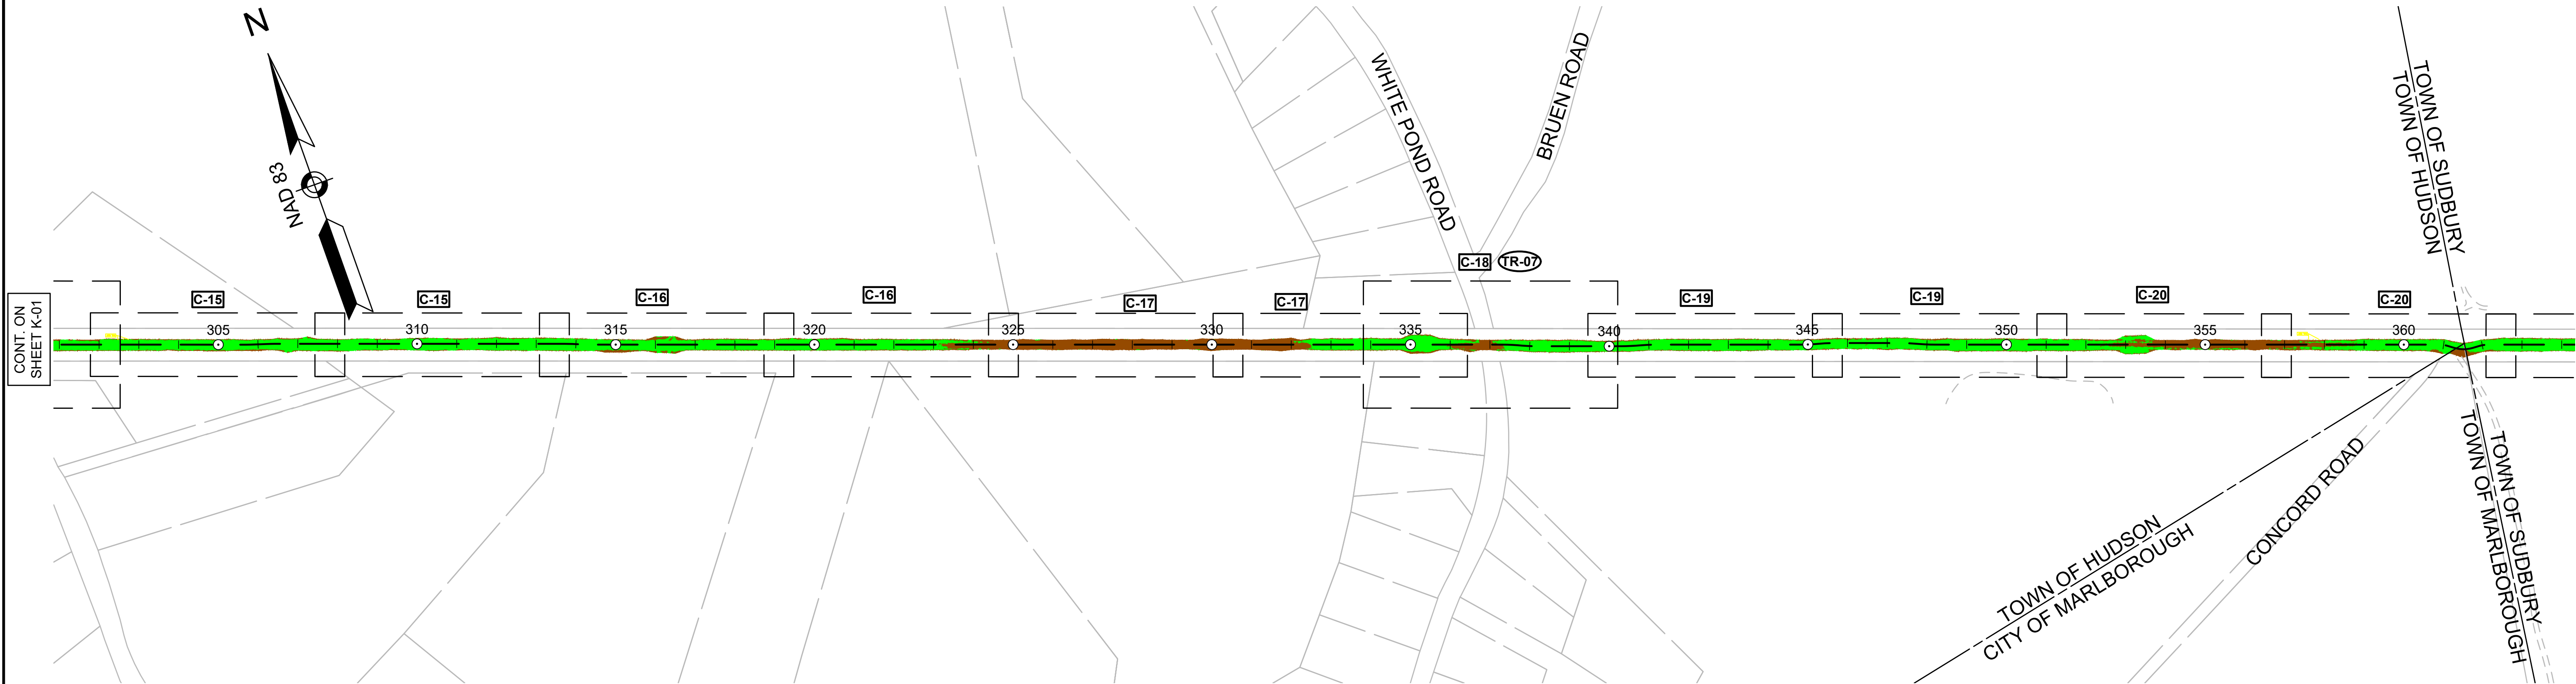 N
NAD 83
CONT. ON
SHEET K-01
C-15
C-15
C-16
C-16
C-17
C-17
C-18
TR-07
C-19
C-19
C-20
C-20
305
310
315
320
325
330
335
340
345
350
355
360
WHITE POND ROAD
BRUEN ROAD
TOWN OF SUDBURY
TOWN OF HUDSON
TOWN OF HUDSON
CITY OF MARLBOROUGH
CONCORD ROAD
TOWN OF SUDBURY
TOWN OF MARLBOROUGH